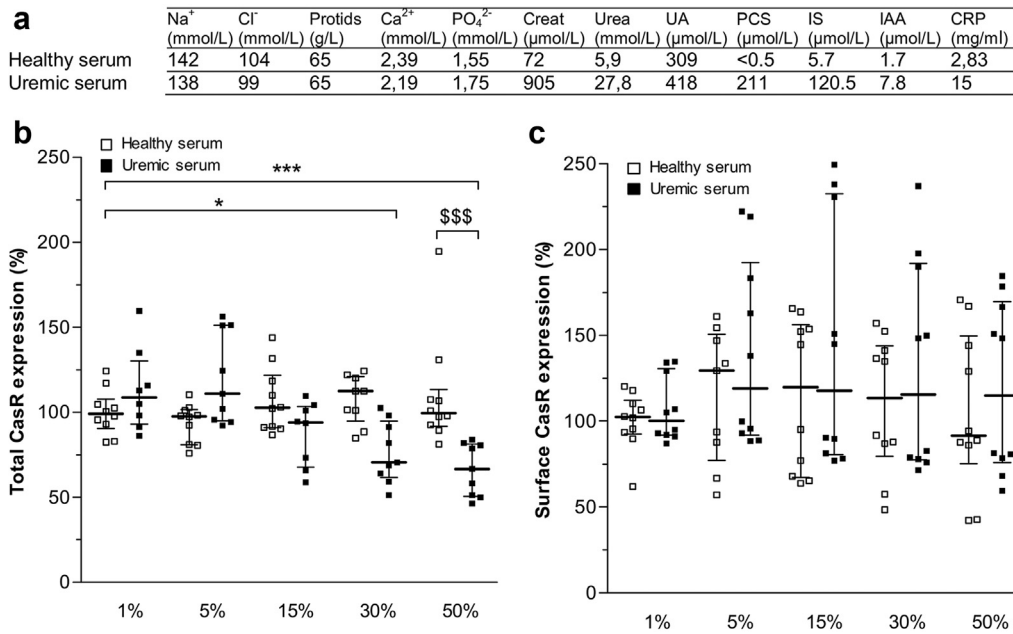 a
Na⁺ Cl⁻ Protids Ca²⁺ PO₄²⁻ Creat Urea UA PCS IS IAA CRP
(mmol/L) (mmol/L) (g/L) (mmol/L) (mmol/L) (µmol/L) (mmol/L) (µmol/L) (µmol/L) (µmol/L) (µmol/L) (mg/ml)
Healthy serum 142 104 65 2,39 1,55 72 5,9 309 <0.5 5.7 1.7 2,83
Uremic serum 138 99 65 2,19 1,75 905 27,8 418 211 120.5 7.8 15
b
Healthy serum
Uremic serum
***
*
$$$
Total CasR expression (%)
250
200
150
100
50
0
1% 5% 15% 30% 50%
c
Healthy serum
Uremic serum
Surface CasR expression (%)
250
200
150
100
50
0
1% 5% 15% 30% 50%